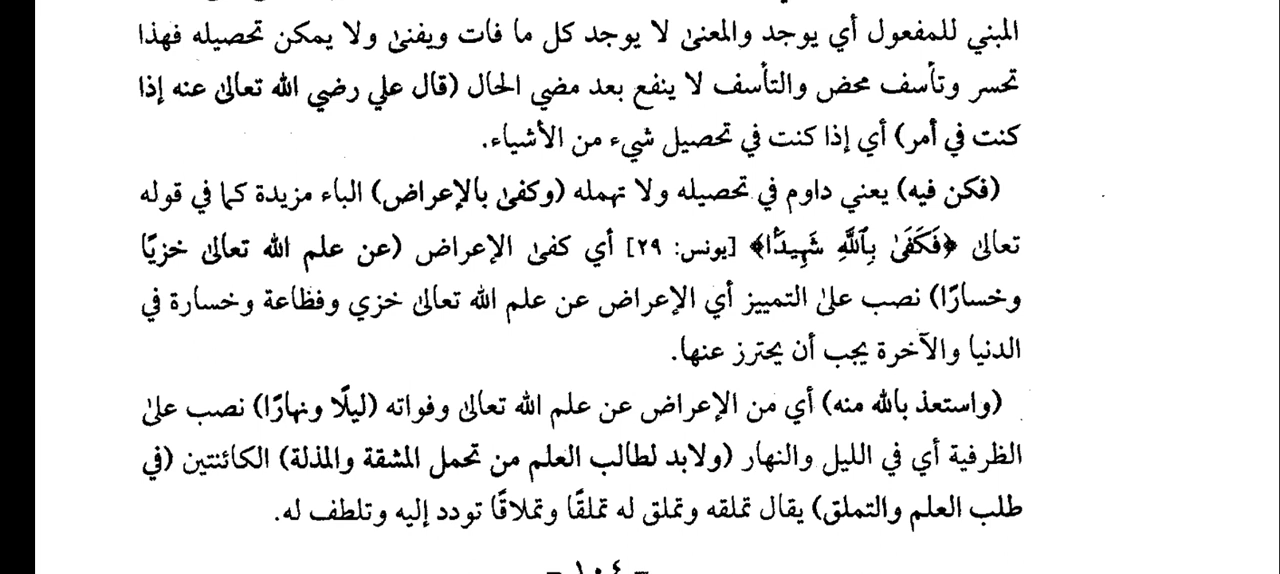 المبني للمفعول أي يوجد والمعنىٰ لا يوجد كل ما فات ويفنىٰ ولا يمكن تحصيله فهذا
تحسر وتأسف محض والتأسف لا ينفع بعد مضي الحال (قال علي رضي الله تعالىٰ عنه إذا
كنت في أمر) أي إذا كنت في تحصيل شيء من الأشياء.
(فكن فيه) يعني داوم في تحصيله ولا تهمله (وكفىٰ بالإعراض) الباء مزيدة كما في قوله
تعالىٰ ﴿فَكَفَىٰ بِٱللَّهِ شَهِيدَۢا﴾ [يونس: ٢٩] أي كفىٰ الإعراض (عن علم الله تعالىٰ خزيًا
وخسارًا) نصب علىٰ التمييز أي الإعراض عن علم الله تعالىٰ خزي وفظاعة وخسارة في
الدنيا والآخرة يجب أن يحترز عنها.
(واستعذ بالله منه) أي من الإعراض عن علم الله تعالىٰ وفواته (ليلًا ونهارًا) نصب علىٰ
الظرفية أي في الليل والنهار (ولابد لطالب العلم من تحمل المشقة والمذلة) الكائنتين (في
طلب العلم والتملق) يقال تملقه وتملق له تملقًا وتملاقًا تودد إليه وتلطف له.
- ١٠٤ -